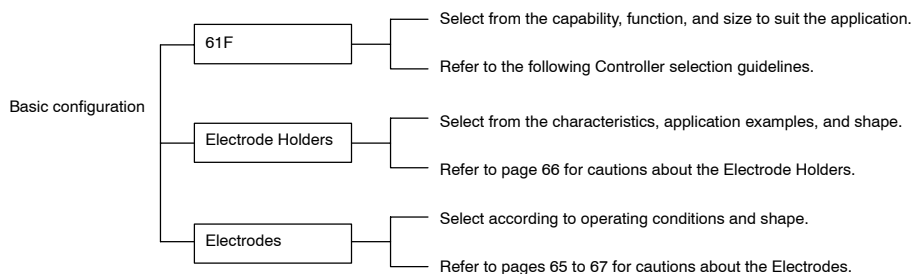 Select from the capability, function, and size to suit the application.
61F
Refer to the following Controller selection guidelines.
Basic configuration
Select from the characteristics, application examples, and shape.
Electrode Holders
Refer to page 66 for cautions about the Electrode Holders.
Select according to operating conditions and shape.
Electrodes
Refer to pages 65 to 67 for cautions about the Electrodes.